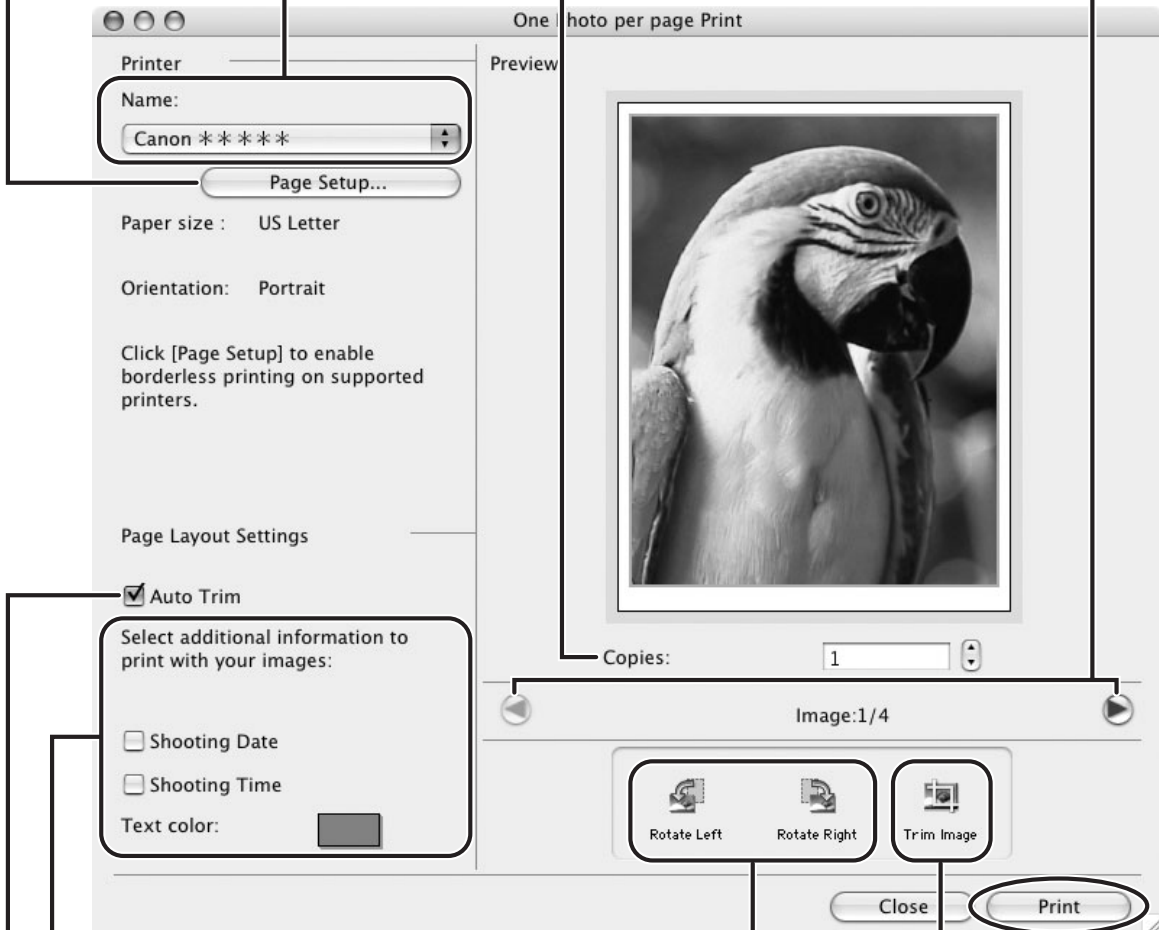 One Photo per page Print
Printer
Name:
Canon *****
Page Setup...
Paper size : US Letter
Orientation: Portrait
Click [Page Setup] to enable
borderless printing on supported
printers.
Page Layout Settings
Auto Trim
Select additional information to
print with your images:
Shooting Date
Shooting Time
Text color:
Preview
Copies: 1
Image:1/4
Rotate Left
Rotate Right
Trim Image
Close
Print